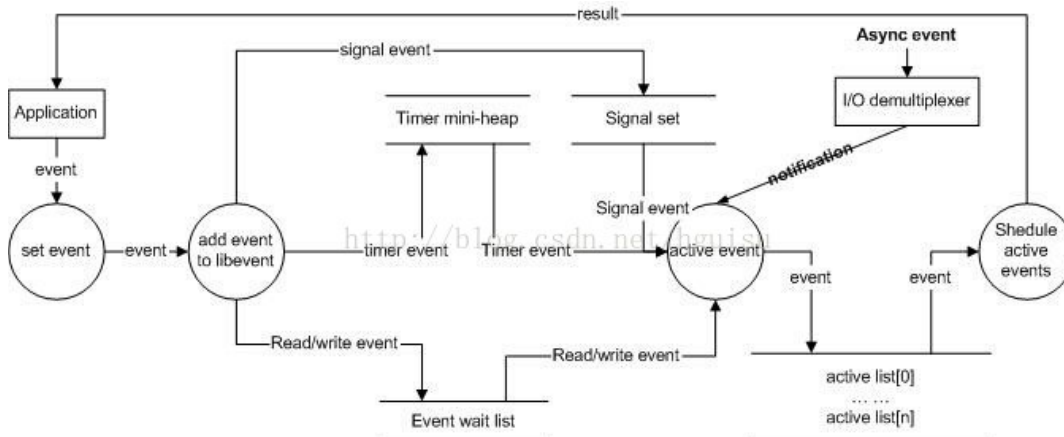 result
Async event
signal event
Application
Timer mini-heap
Signal set
I/O demultiplexer
event
notification
Signal event
set event
event
add event
to libevent
timer event
http://blog.csdn.net/hguisu
Timer event
active event
event
event
Shedule
active
events
Read/write event
Read/write event
Event wait list
active list[0]
... ...
active list[n]